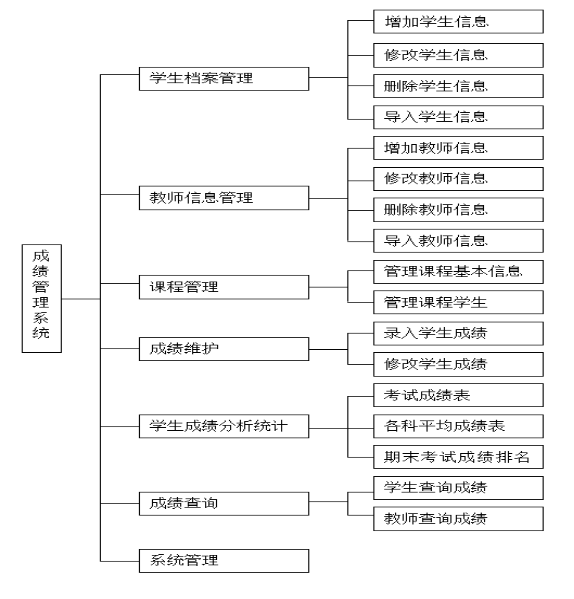 成绩管理系统
学生档案管理
增加学生信息
修改学生信息
删除学生信息
导入学生信息
教师信息管理
增加教师信息
修改教师信息
删除教师信息
导入教师信息
课程管理
管理课程基本信息
管理课程学生
成绩维护
录入学生成绩
修改学生成绩
学生成绩分析统计
考试成绩表
各科平均成绩表
期末考试成绩排名
成绩查询
学生查询成绩
教师查询成绩
系统管理